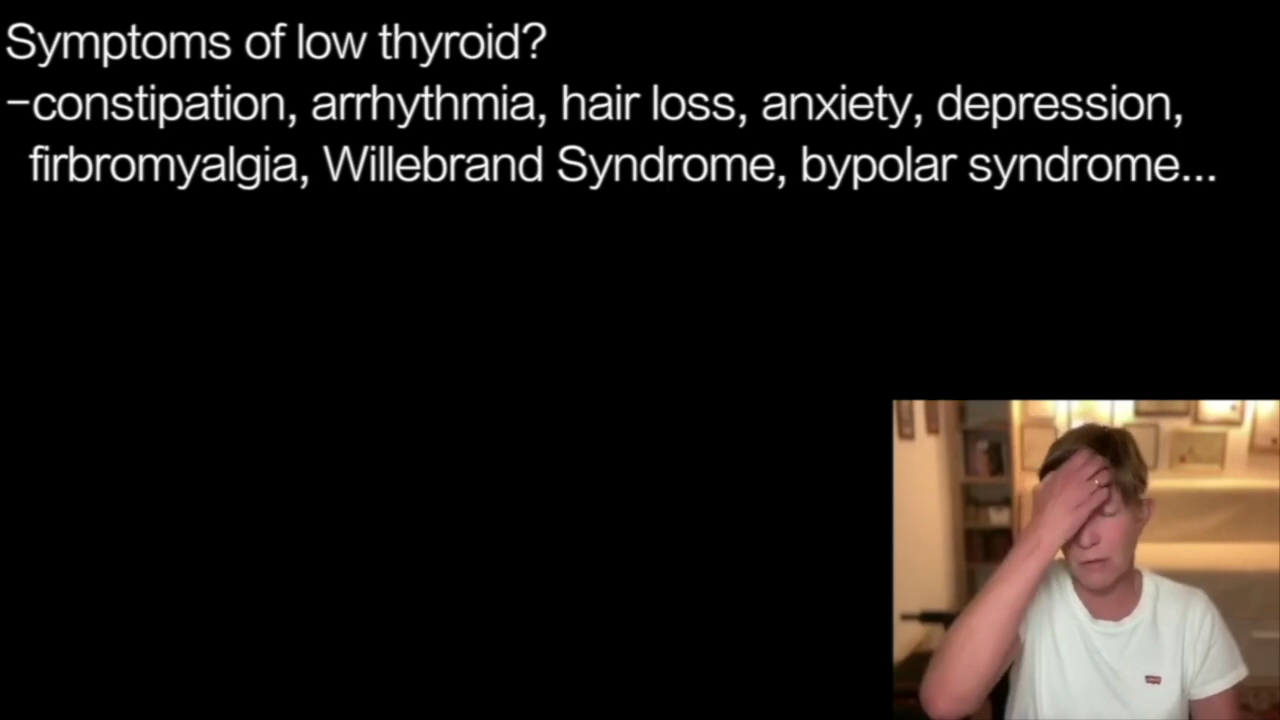 Symptoms of low thyroid?
-constipation, arrhythmia, hair loss, anxiety, depression,
firbromyalgia, Willebrand Syndrome, bypolar syndrome...